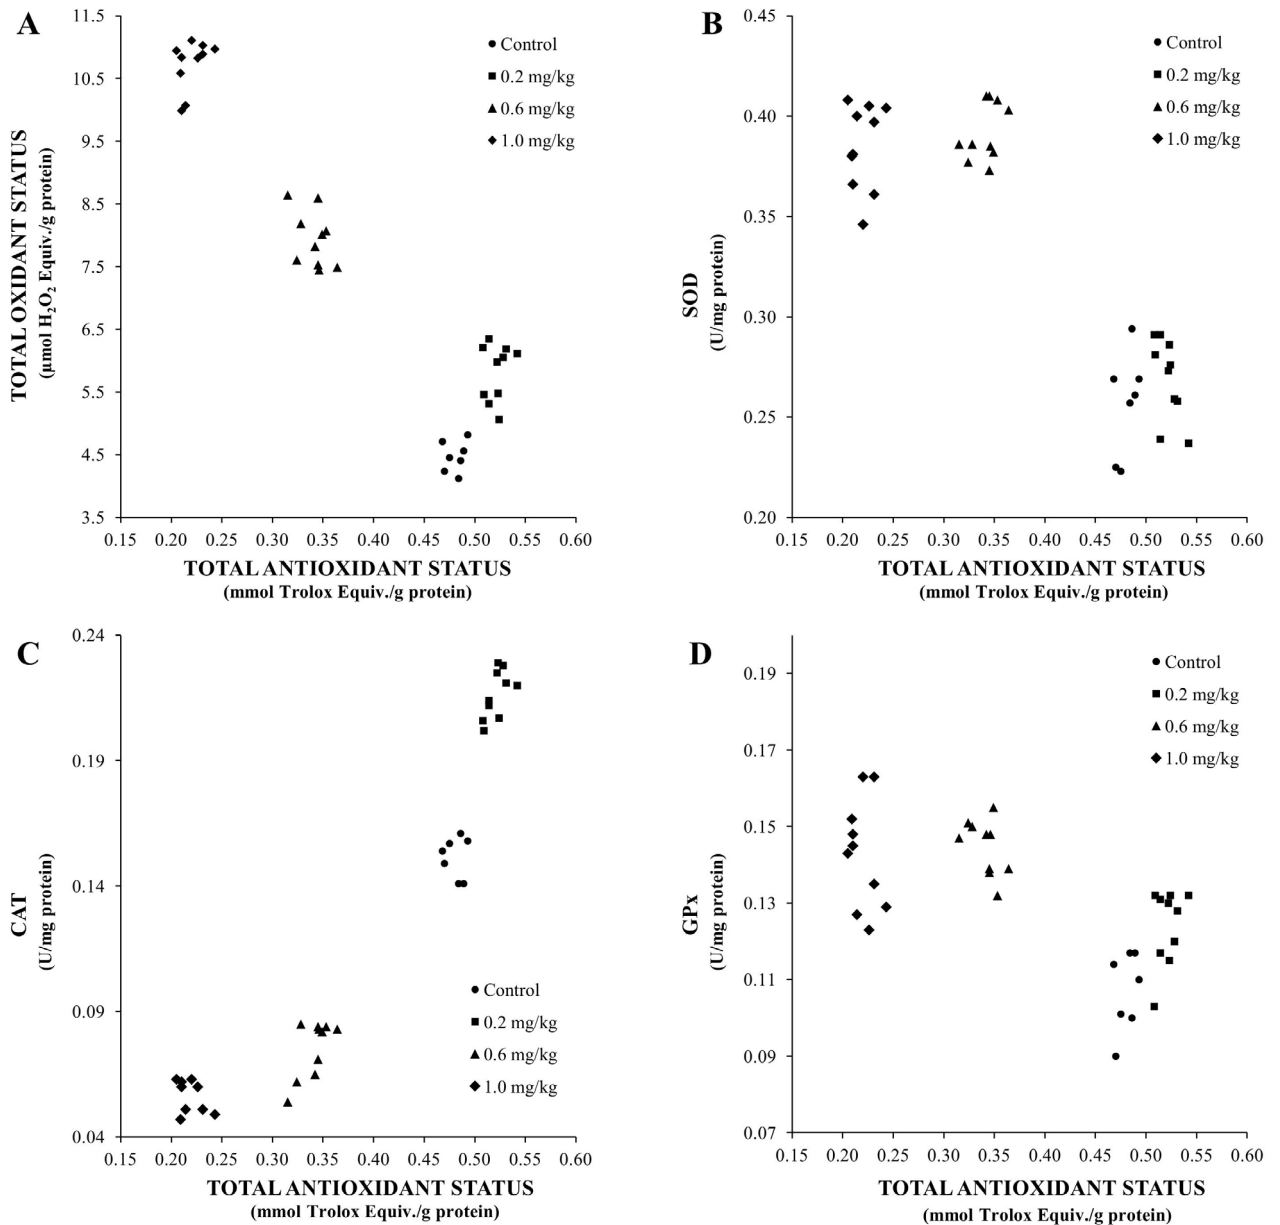 A
TOTAL OXIDANT STATUS
(µmol H₂O₂ Equiv./g protein)
11.5
10.5
9.5
8.5
7.5
6.5
5.5
4.5
3.5
Control
0.2 mg/kg
0.6 mg/kg
1.0 mg/kg
0.15 0.20 0.25 0.30 0.35 0.40 0.45 0.50 0.55 0.60
TOTAL ANTIOXIDANT STATUS
(mmol Trolox Equiv./g protein)
B
SOD
(U/mg protein)
0.45
0.40
0.35
0.30
0.25
0.20
Control
0.2 mg/kg
0.6 mg/kg
1.0 mg/kg
0.15 0.20 0.25 0.30 0.35 0.40 0.45 0.50 0.55 0.60
TOTAL ANTIOXIDANT STATUS
(mmol Trolox Equiv./g protein)
C
CAT
(U/mg protein)
0.24
0.19
0.14
0.09
0.04
Control
0.2 mg/kg
0.6 mg/kg
1.0 mg/kg
0.15 0.20 0.25 0.30 0.35 0.40 0.45 0.50 0.55 0.60
TOTAL ANTIOXIDANT STATUS
(mmol Trolox Equiv./g protein)
D
GPx
(U/mg protein)
0.19
0.17
0.15
0.13
0.11
0.09
0.07
Control
0.2 mg/kg
0.6 mg/kg
1.0 mg/kg
0.15 0.20 0.25 0.30 0.35 0.40 0.45 0.50 0.55 0.60
TOTAL ANTIOXIDANT STATUS
(mmol Trolox Equiv./g protein)